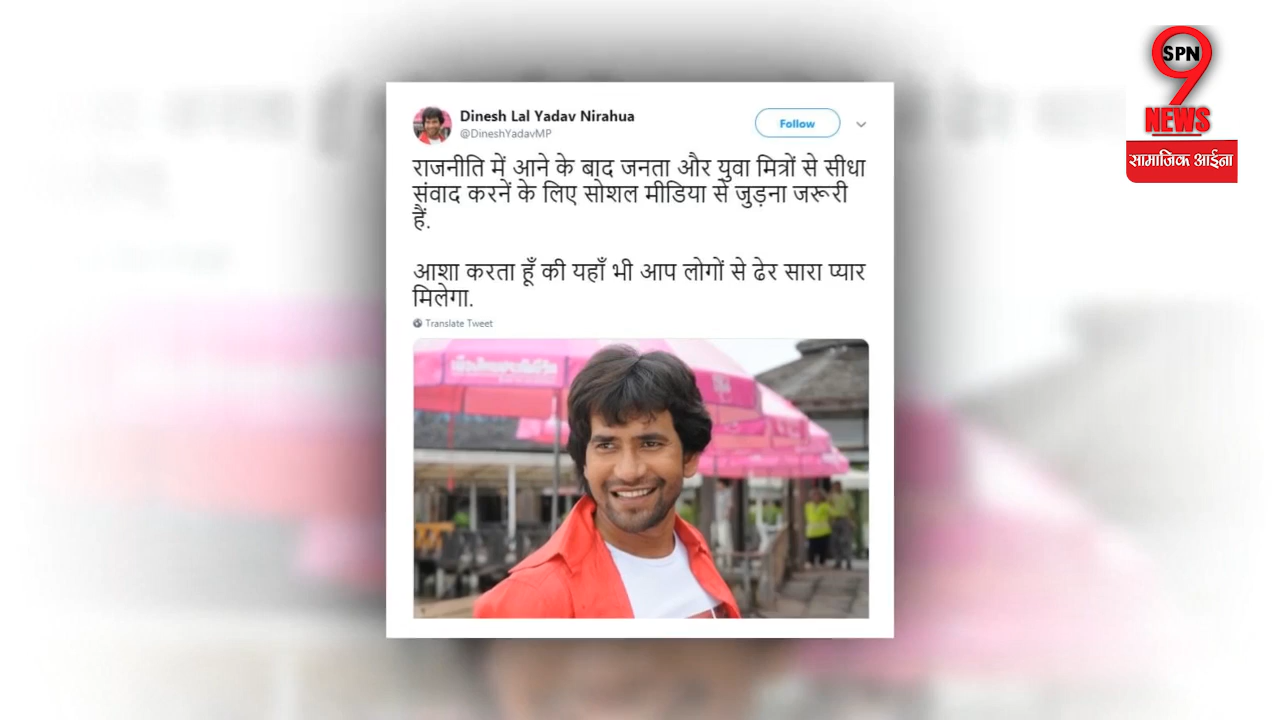 SPN
9
NEWS
सामाजिक आईना
Dinesh Lal Yadav Nirahua
@DineshYadavMP
Follow
राजनीति में आने के बाद जनता और युवा मित्रों से सीधा
संवाद करनें के लिए सोशल मीडिया से जुड़ना जरूरी
हैं.
आशा करता हूँ की यहाँ भी आप लोगों से ढेर सारा प्यार
मिलेगा.
Translate Tweet